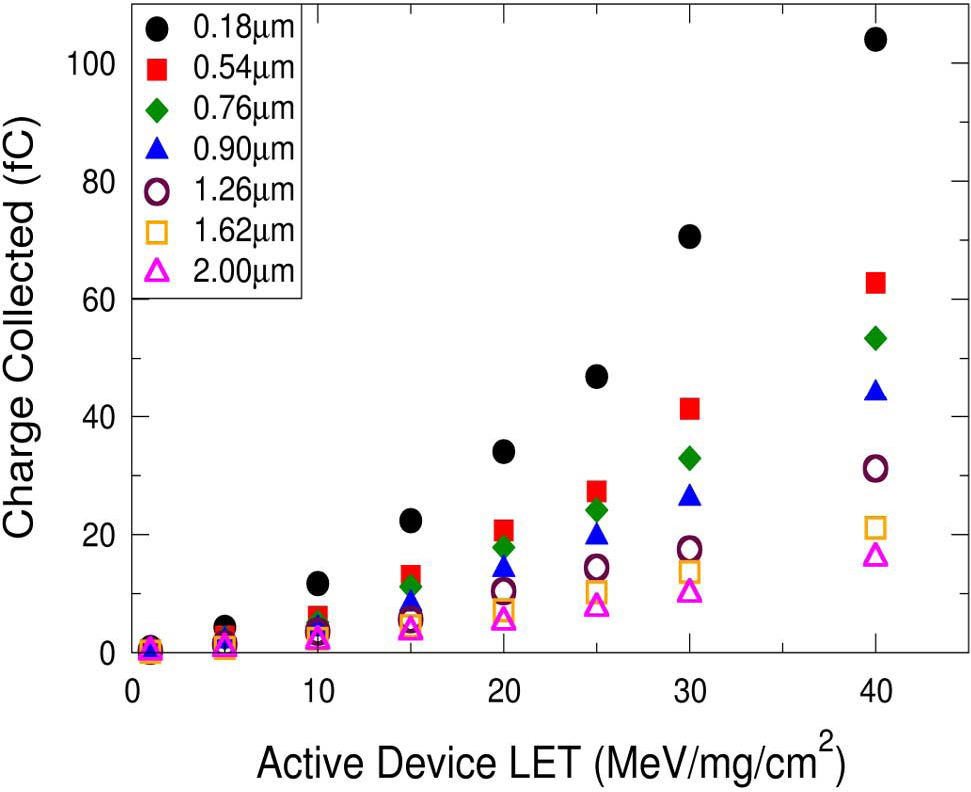 0.18μm
0.54μm
0.76μm
0.90μm
1.26μm
1.62μm
2.00μm
100
80
60
40
20
0
Charge Collected (fC)
0 10 20 30 40
Active Device LET (MeV/mg/cm²)